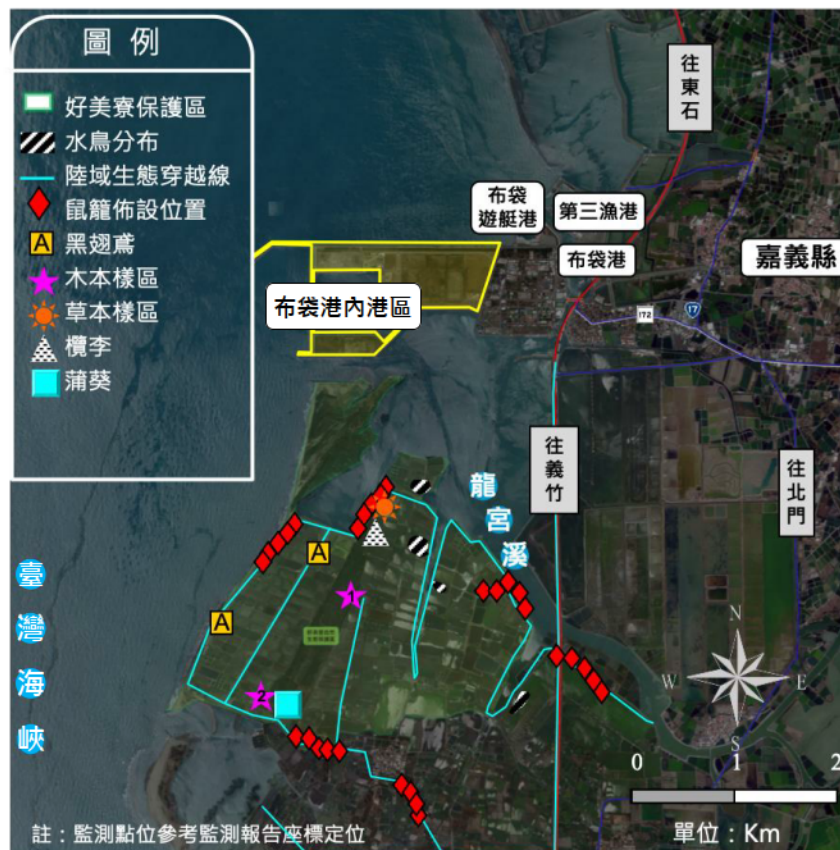 圖例
好美寮保護區
水鳥分布
陸域生態穿越線
鼠籠佈設位置
A
黑翅鳶
木本樣區
草本樣區
欖李
蒲葵
往東石
布袋
遊艇港
第三漁港
布袋港
嘉義縣
布袋港內港區
172
17
往義竹
往北門
龍宮溪
臺灣海峽
A
A
1
2
N
W
E
S
0 1 2
註：監測點位參考監測報告座標定位
單位：Km